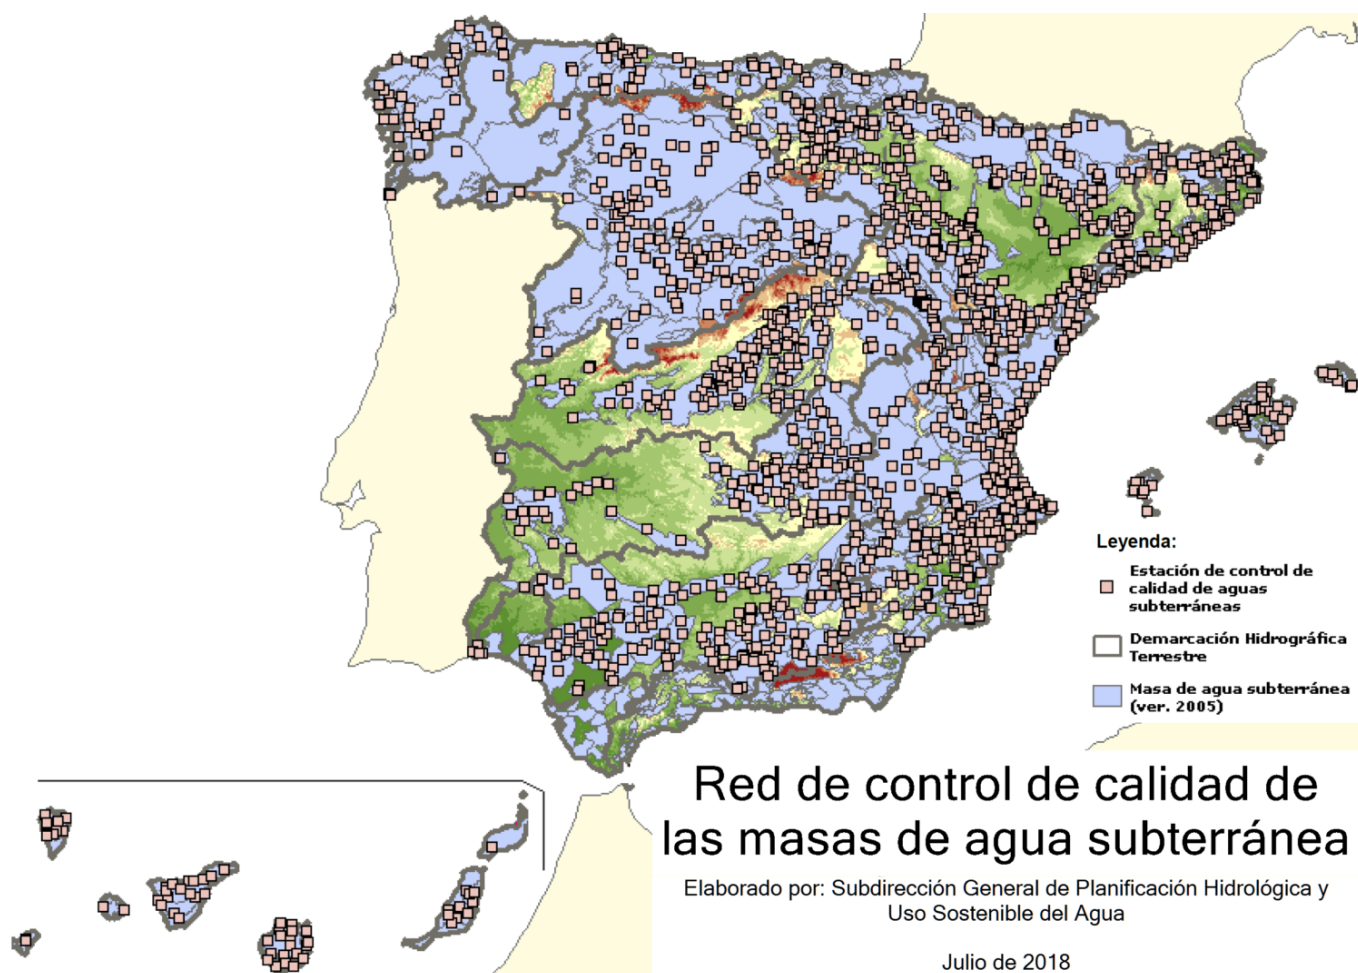 Leyenda:
Estación de control de
calidad de aguas
subterráneas
Demarcación Hidrográfica
Terrestre
Masa de agua subterránea
(ver. 2005)
Red de control de calidad de
las masas de agua subterránea
Elaborado por: Subdirección General de Planificación Hidrológica y
Uso Sostenible del Agua
Julio de 2018